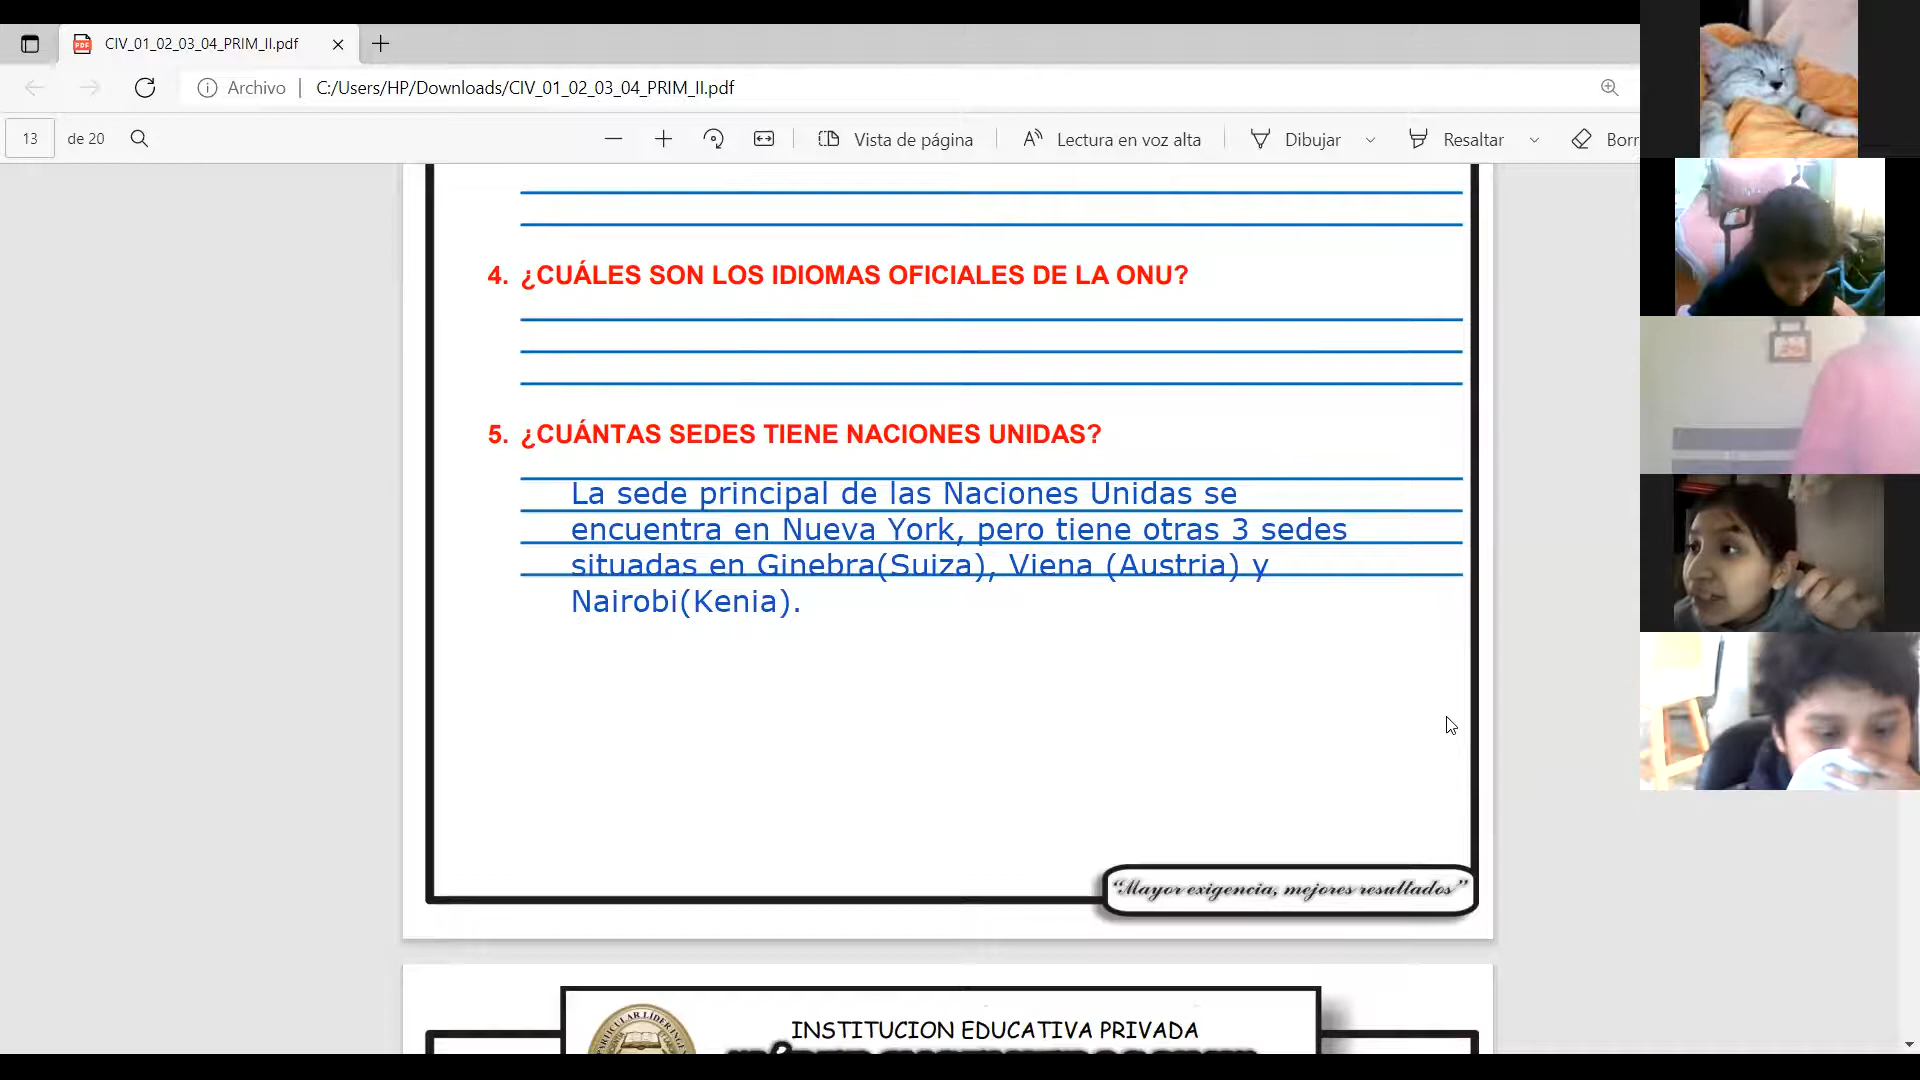 CIV_01_02_03_04_PRIM_II.pdf
Archivo C:/Users/HP/Downloads/CIV_01_02_03_04_PRIM_II.pdf
13 de 20 Vista de página Lectura en voz alta Dibujar Resaltar Borr
4. ¿CUÁLES SON LOS IDIOMAS OFICIALES DE LA ONU?
5. ¿CUÁNTAS SEDES TIENE NACIONES UNIDAS?
La sede principal de las Naciones Unidas se
encuentra en Nueva York, pero tiene otras 3 sedes
situadas en Ginebra(Suiza), Viena (Austria) y
Nairobi(Kenia).
“Mayor exigencia, mejores resultados”
INSTITUCION EDUCATIVA PRIVADA